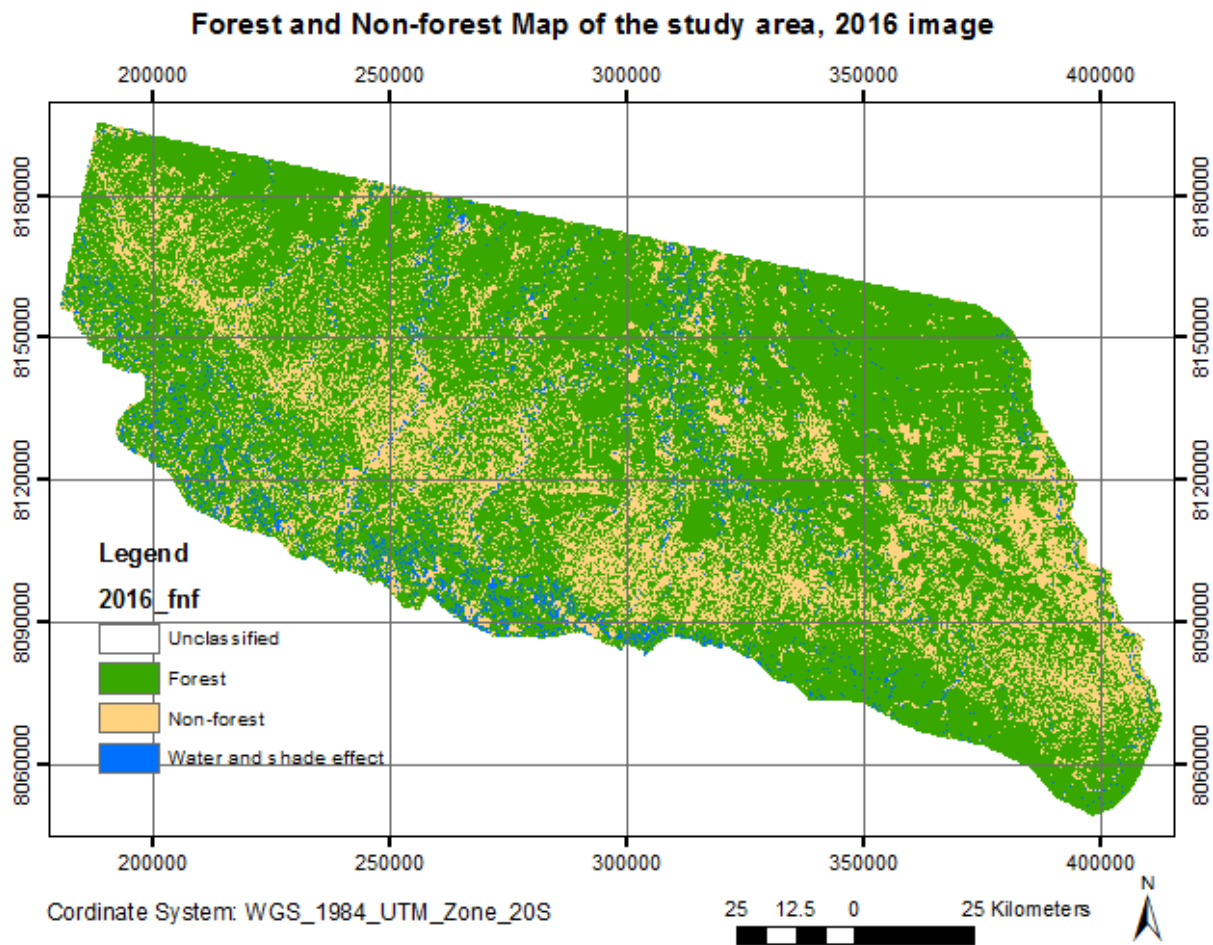 Forest and Non-forest Map of the study area, 2016 image
200000 250000 300000 350000 400000
8180000 8180000
8150000 8150000
8120000 8120000
Legend
2016_fnf
8090000 8090000
Unclassified
Forest
Non-forest
Water and shade effect
8060000 8060000
200000 250000 300000 350000 400000
N
Cordinate System: WGS_1984_UTM_Zone_20S
25 12.5 0 25 Kilometers